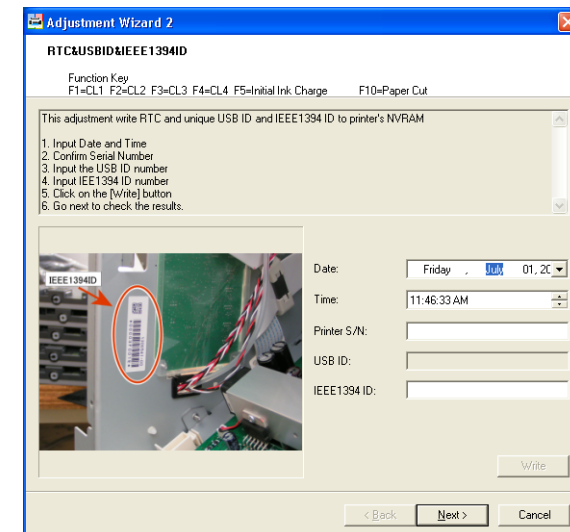 Adjustment Wizard 2
RTC&USBID&IEEE1394ID
Function Key
F1=CL1 F2=CL2 F3=CL3 F4=CL4 F5=Initial Ink Charge F10=Paper Cut
This adjustment write RTC and unique USB ID and IEEE1394 ID to printer's NVRAM
1. Input Date and Time
2. Confirm Serial Number
3. Input the USB ID number
4. Input IEE1394 ID number
5. Click on the [Write] button
6. Go next to check the results.
IEEE1394ID
Date: Friday , July 01, 20
Time: 11:46:33 AM
Printer S/N:
USB ID:
IEEE1394 ID:
Write
< Back Next > Cancel